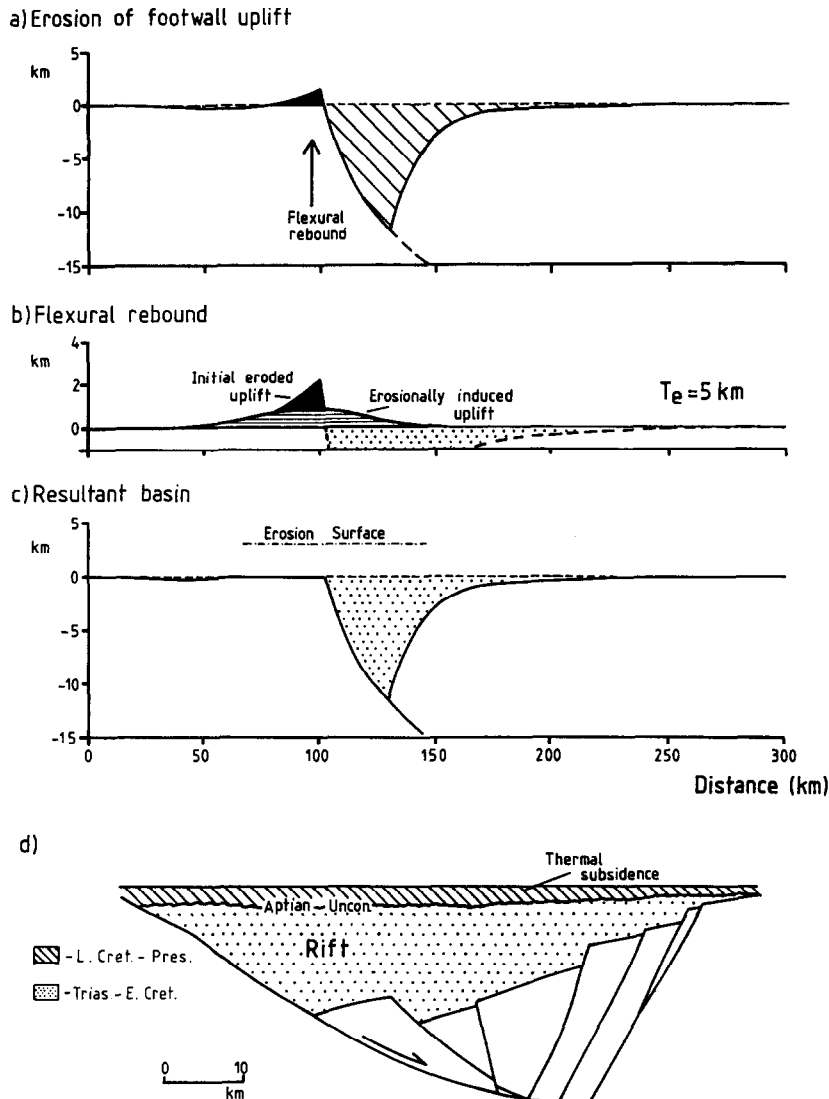 a) Erosion of footwall uplift
5
km
0
-5
-10
-15
Flexural
rebound
b) Flexural rebound
4
km
2
0
Initial eroded
uplift
Erosionally induced
uplift
Te = 5 km
c) Resultant basin
5
km
0
-5
-10
-15
Erosion Surface
0 50 100 150 200 250 300
Distance (km)
d)
Thermal
subsidence
Aptian - Uncon.
Rift
- L. Cret. - Pres.
- Trias. - E. Cret.
0 10
km